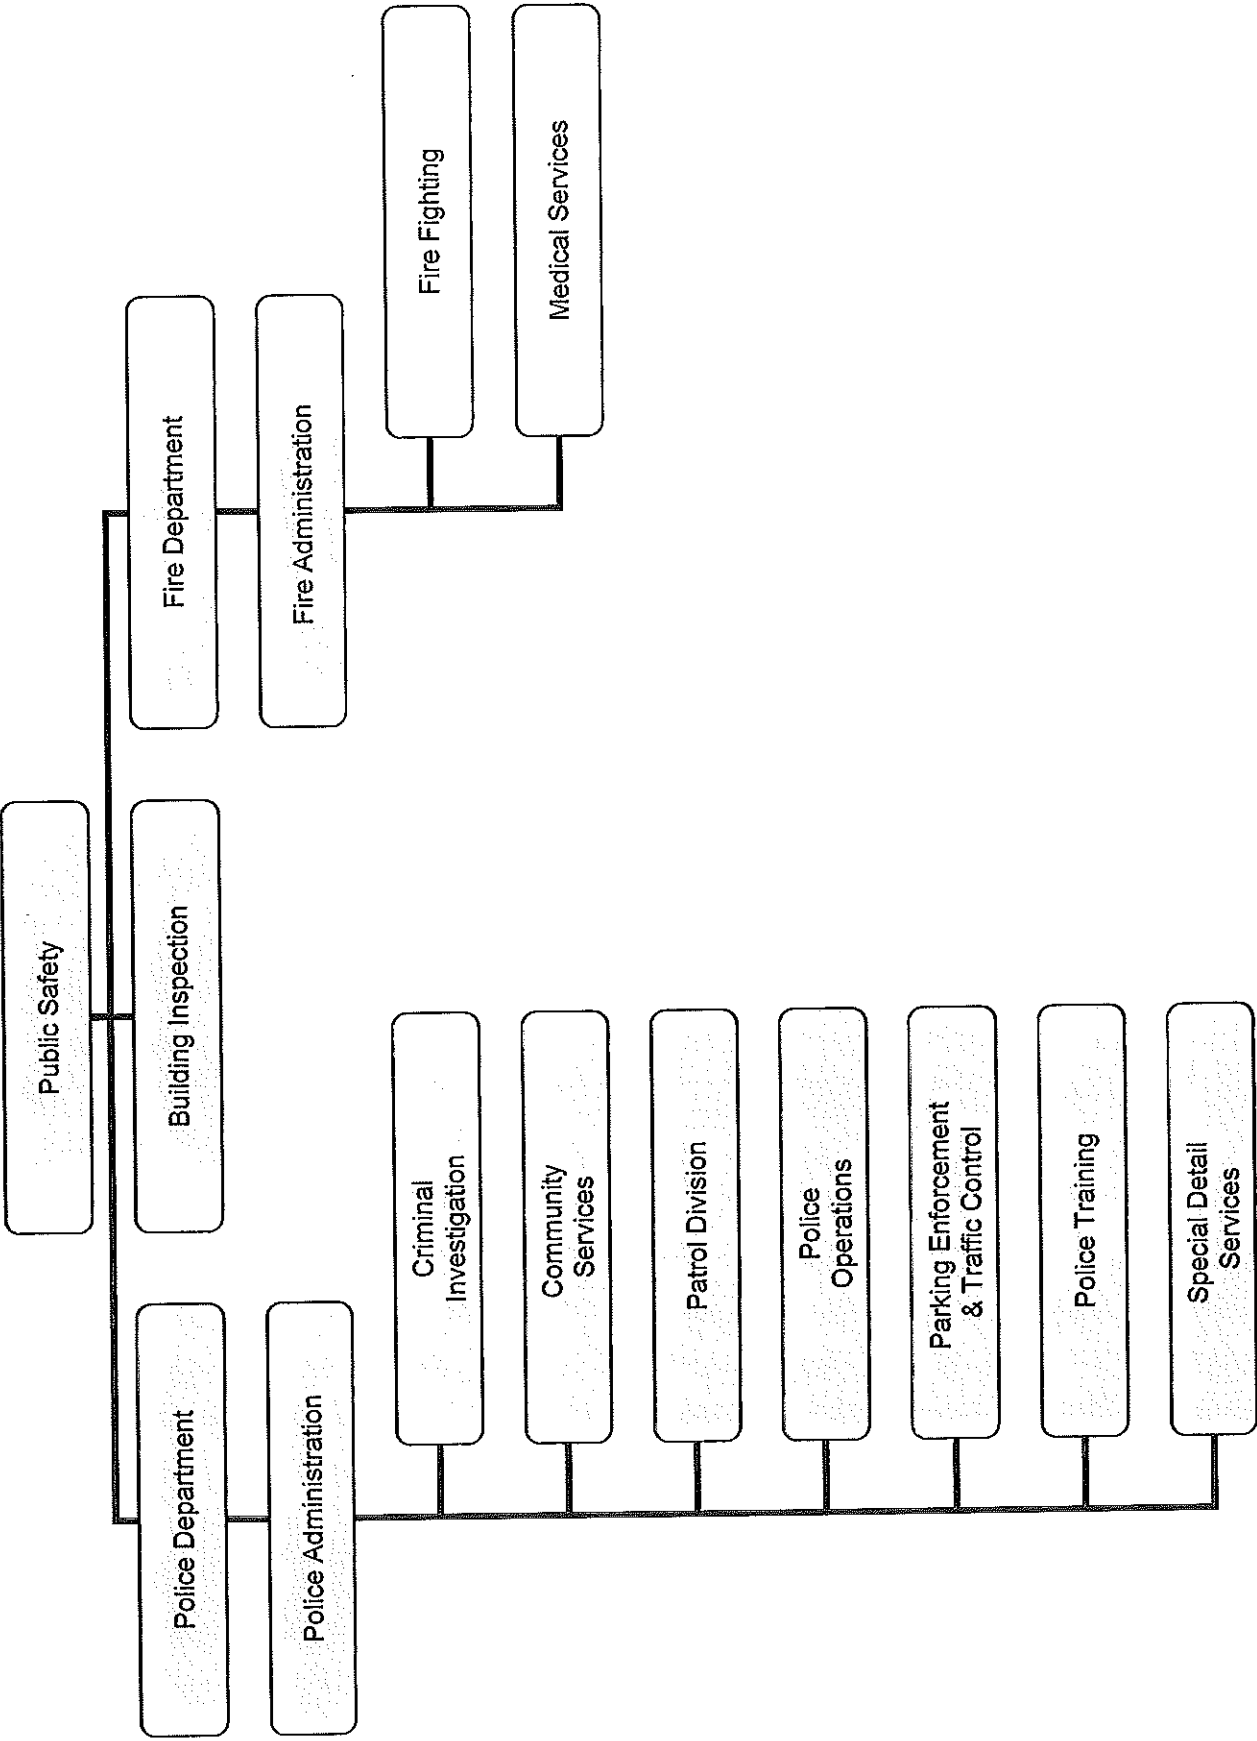 Public Safety
Police Department
Building Inspection
Fire Department
Police Administration
Fire Administration
Criminal
Investigation
Community
Services
Patrol Division
Police
Operations
Parking Enforcement
& Traffic Control
Police Training
Special Detail
Services
Fire Fighting
Medical Services